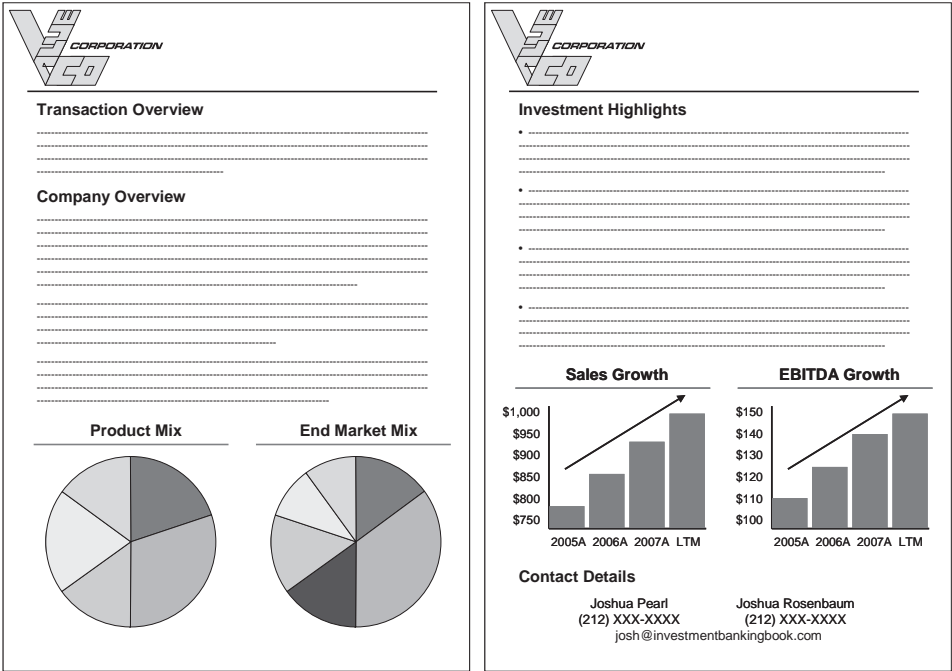 VALUE CO
CORPORATION
Transaction Overview
Company Overview
Product Mix
End Market Mix
CORPORATION
Investment Highlights
•
•
•
•
Sales Growth
$1,000
$950
$900
$850
$800
$750
2005A 2006A 2007A LTM
EBITDA Growth
$150
$140
$130
$120
$110
$100
2005A 2006A 2007A LTM
Contact Details
Joshua Pearl
(212) XXX-XXXX
Joshua Rosenbaum
(212) XXX-XXXX
josh@investmentbankingbook.com